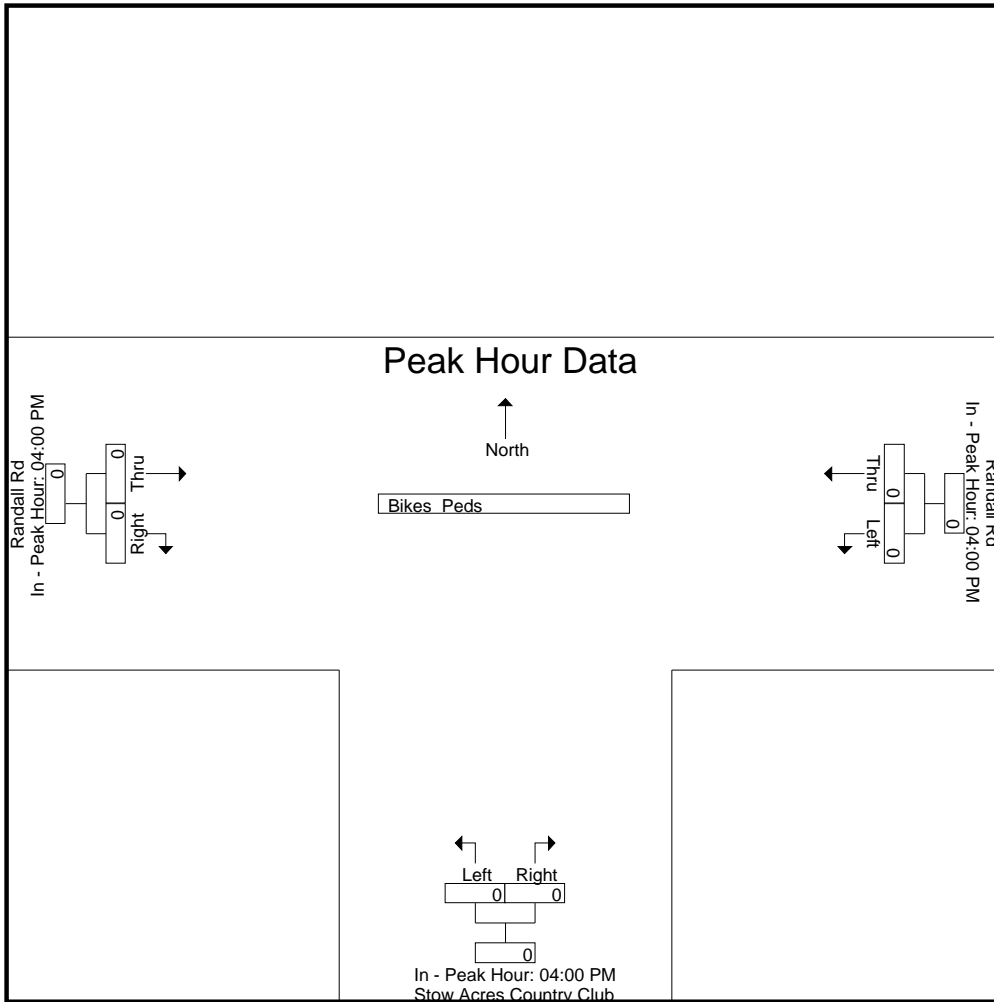 Peak Hour Data
North
Bikes Peds
Randall Rd
In - Peak Hour: 04:00 PM
0
0
Thru
0
Right
Randall Rd
In - Peak Hour: 04:00 PM
0
0
Thru
0
Left
Left Right
0 0
0
In - Peak Hour: 04:00 PM
Stow Acres Country Club